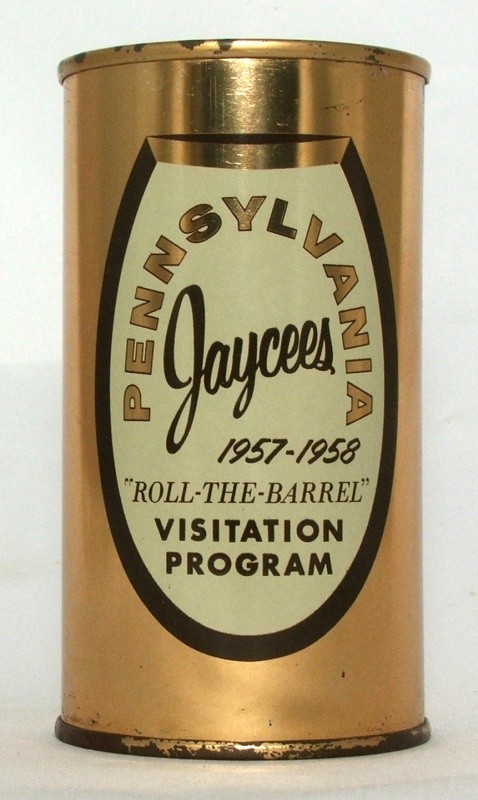 PENNSYLVANIA
Jaycees
1957-1958
"ROLL-THE-BARREL"
VISITATION
PROGRAM